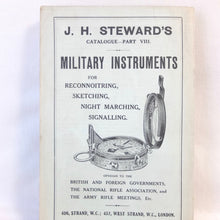 J. H. STEWARD'S
CATALOGUE—PART VIII.
MILITARY INSTRUMENTS
FOR
RECONNOITRING,
SKETCHING,
NIGHT MARCHING,
SIGNALLING.
OPTICIAN TO THE
BRITISH AND FOREIGN GOVERNMENTS,
THE NATIONAL RIFLE ASSOCIATION, and
THE ARMY RIFLE MEETINGS, Etc.
406, STRAND, W.C.; 457, WEST STRAND, W.C., LONDON.